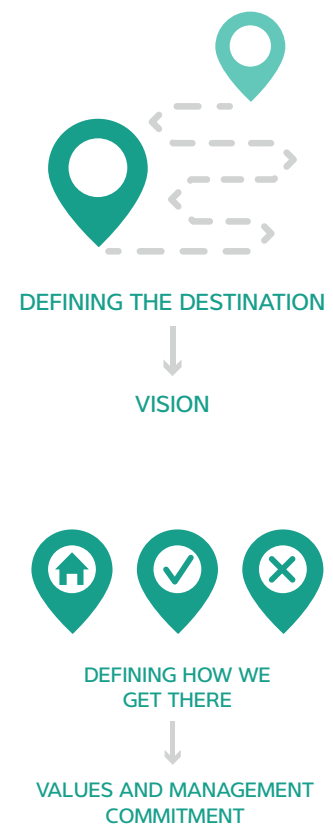 DEFINING THE DESTINATION
VISION
DEFINING HOW WE
GET THERE
VALUES AND MANAGEMENT
COMMITMENT